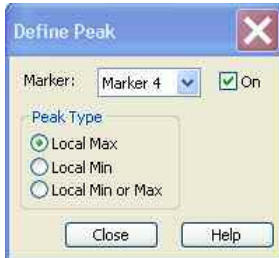 Define Peak
Marker: Marker 4 On
Peak Type
Local Max
Local Min
Local Min or Max
Close Help